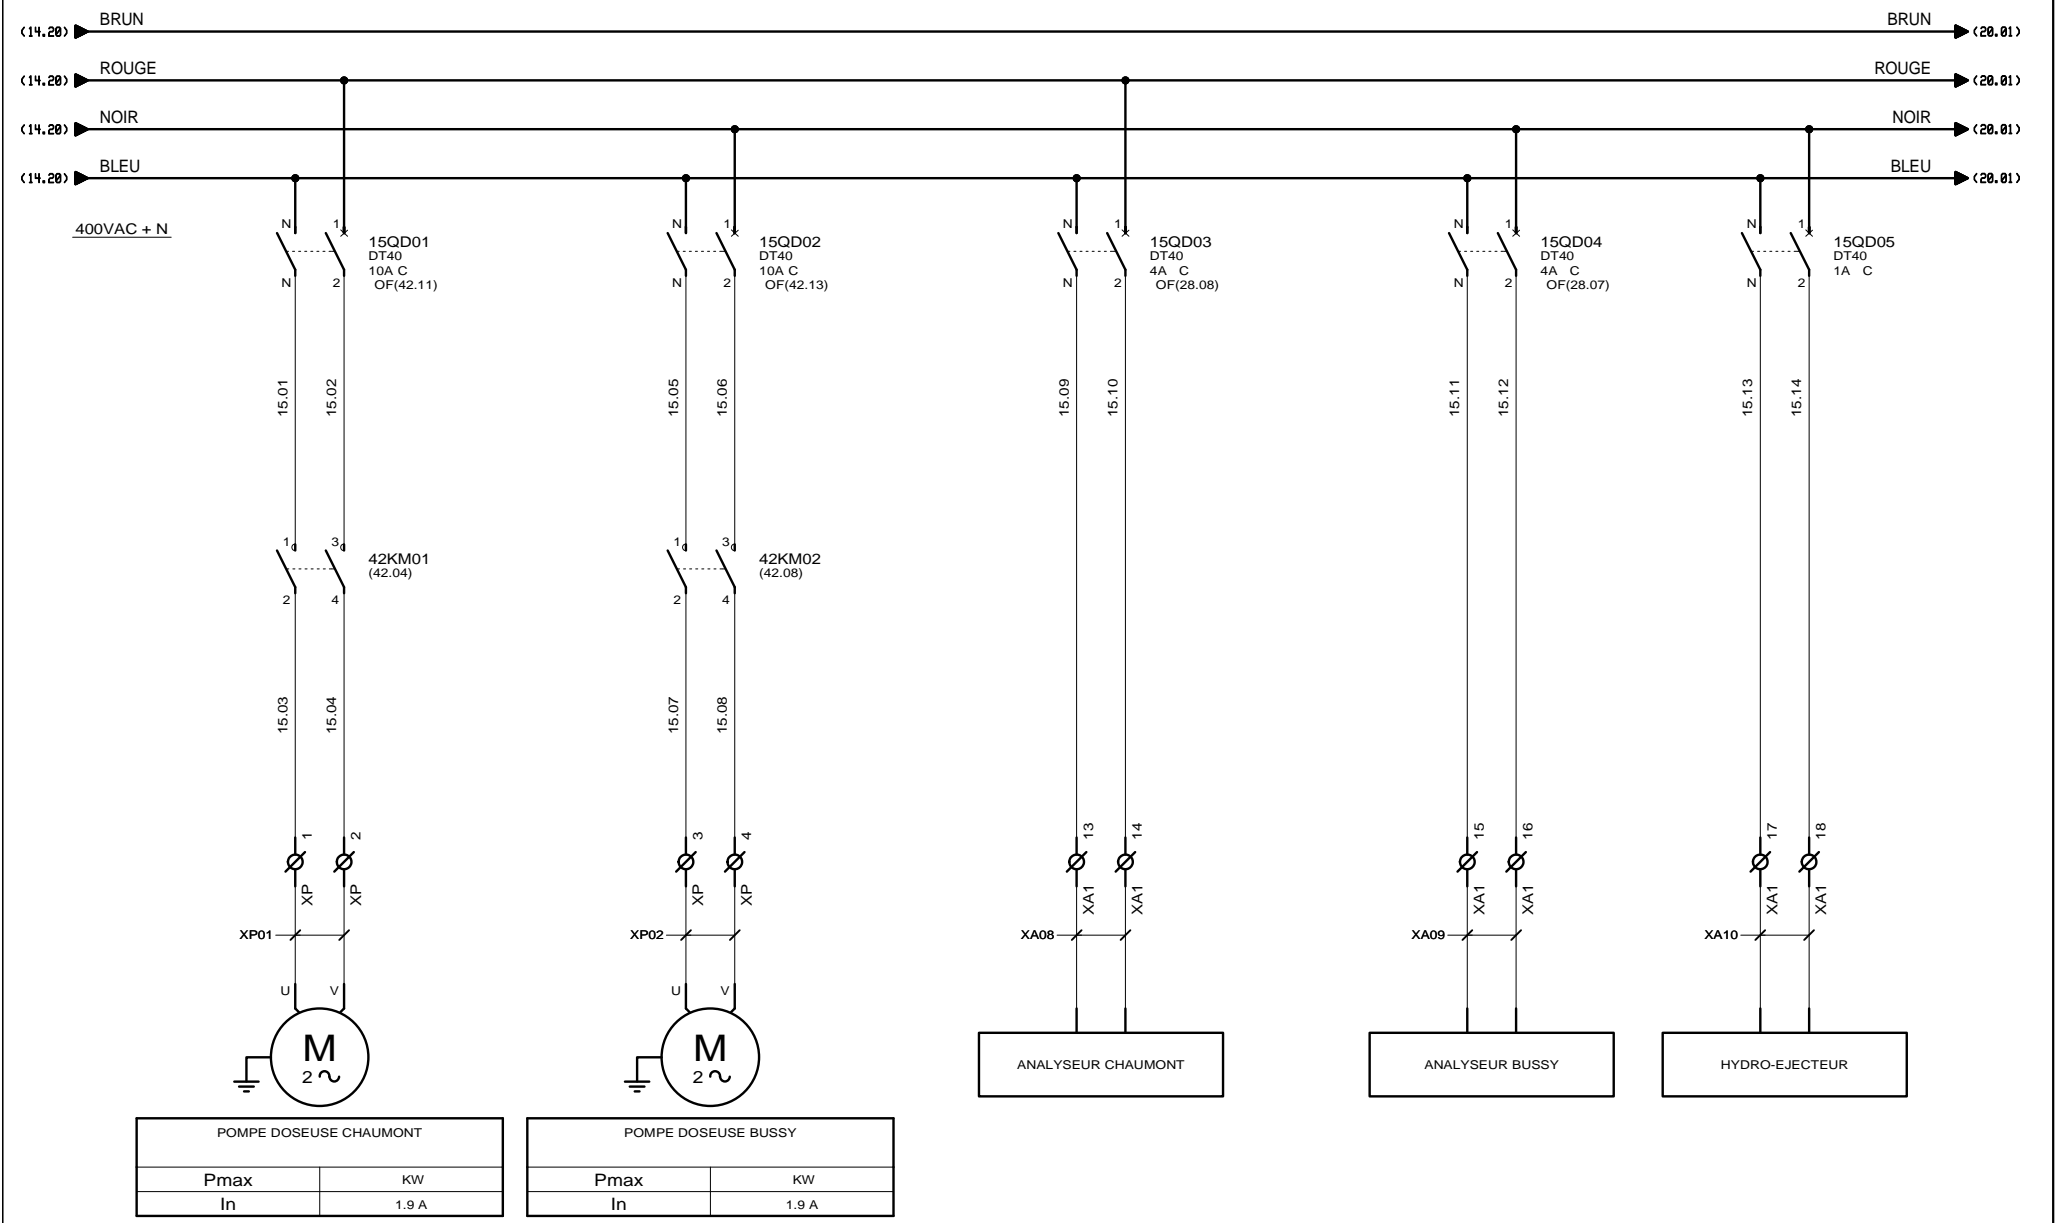 BRUN BRUN
(14.20) (20.01)
ROUGE ROUGE
(14.20) (20.01)
NOIR NOIR
(14.20) (20.01)
BLEU BLEU
(14.20) (20.01)
400VAC + N
N 1 N 1 N 1 N 1 N 1
15QD01 15QD02 15QD03 15QD04 15QD05
DT40 DT40 DT40 DT40 DT40
10A C 10A C 4A C 4A C 1A C
OF(42.11) OF(42.13) OF(28.08) OF(28.07)
N 2 N 2 N 2 N 2 N 2
15.01 15.02 15.05 15.06 15.09 15.10 15.11 15.12 15.13 15.14
1 3 1 3
42KM01 42KM02
(42.04) (42.08)
2 4 2 4
15.03 15.04 15.07 15.08
1 2 3 4 13 14 15 16 17 18
XP XP XP XP XA1 XA1 XA1 XA1 XA1 XA1
XP01 XP02 XA08 XA09 XA10
U V U V
M M
2 2
ANALYSEUR CHAUMONT ANALYSEUR BUSSY HYDRO-EJECTEUR
POMPE DOSEUSE CHAUMONT POMPE DOSEUSE BUSSY
Pmax KW Pmax KW
In 1.9 A In 1.9 A